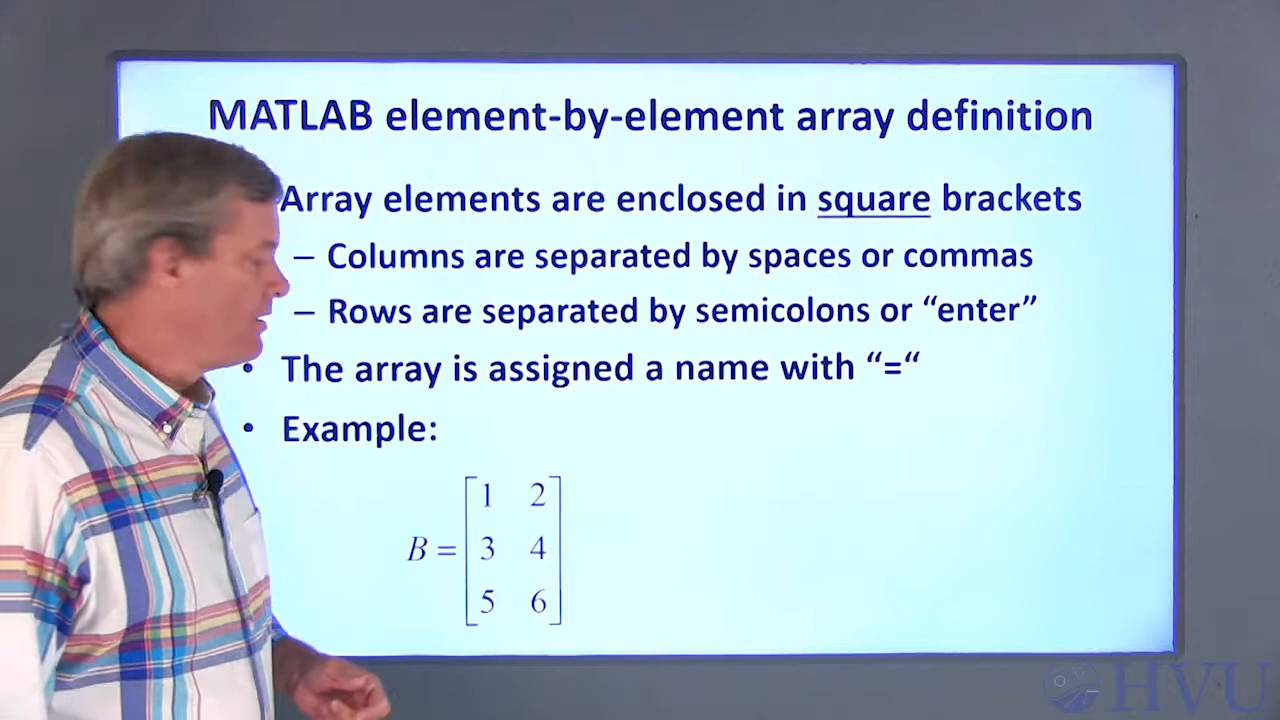 MATLAB element-by-element array definition
Array elements are enclosed in square brackets
– Columns are separated by spaces or commas
– Rows are separated by semicolons or “enter”
• The array is assigned a name with “=“
• Example:
1 2
B = 3 4
5 6
HVU